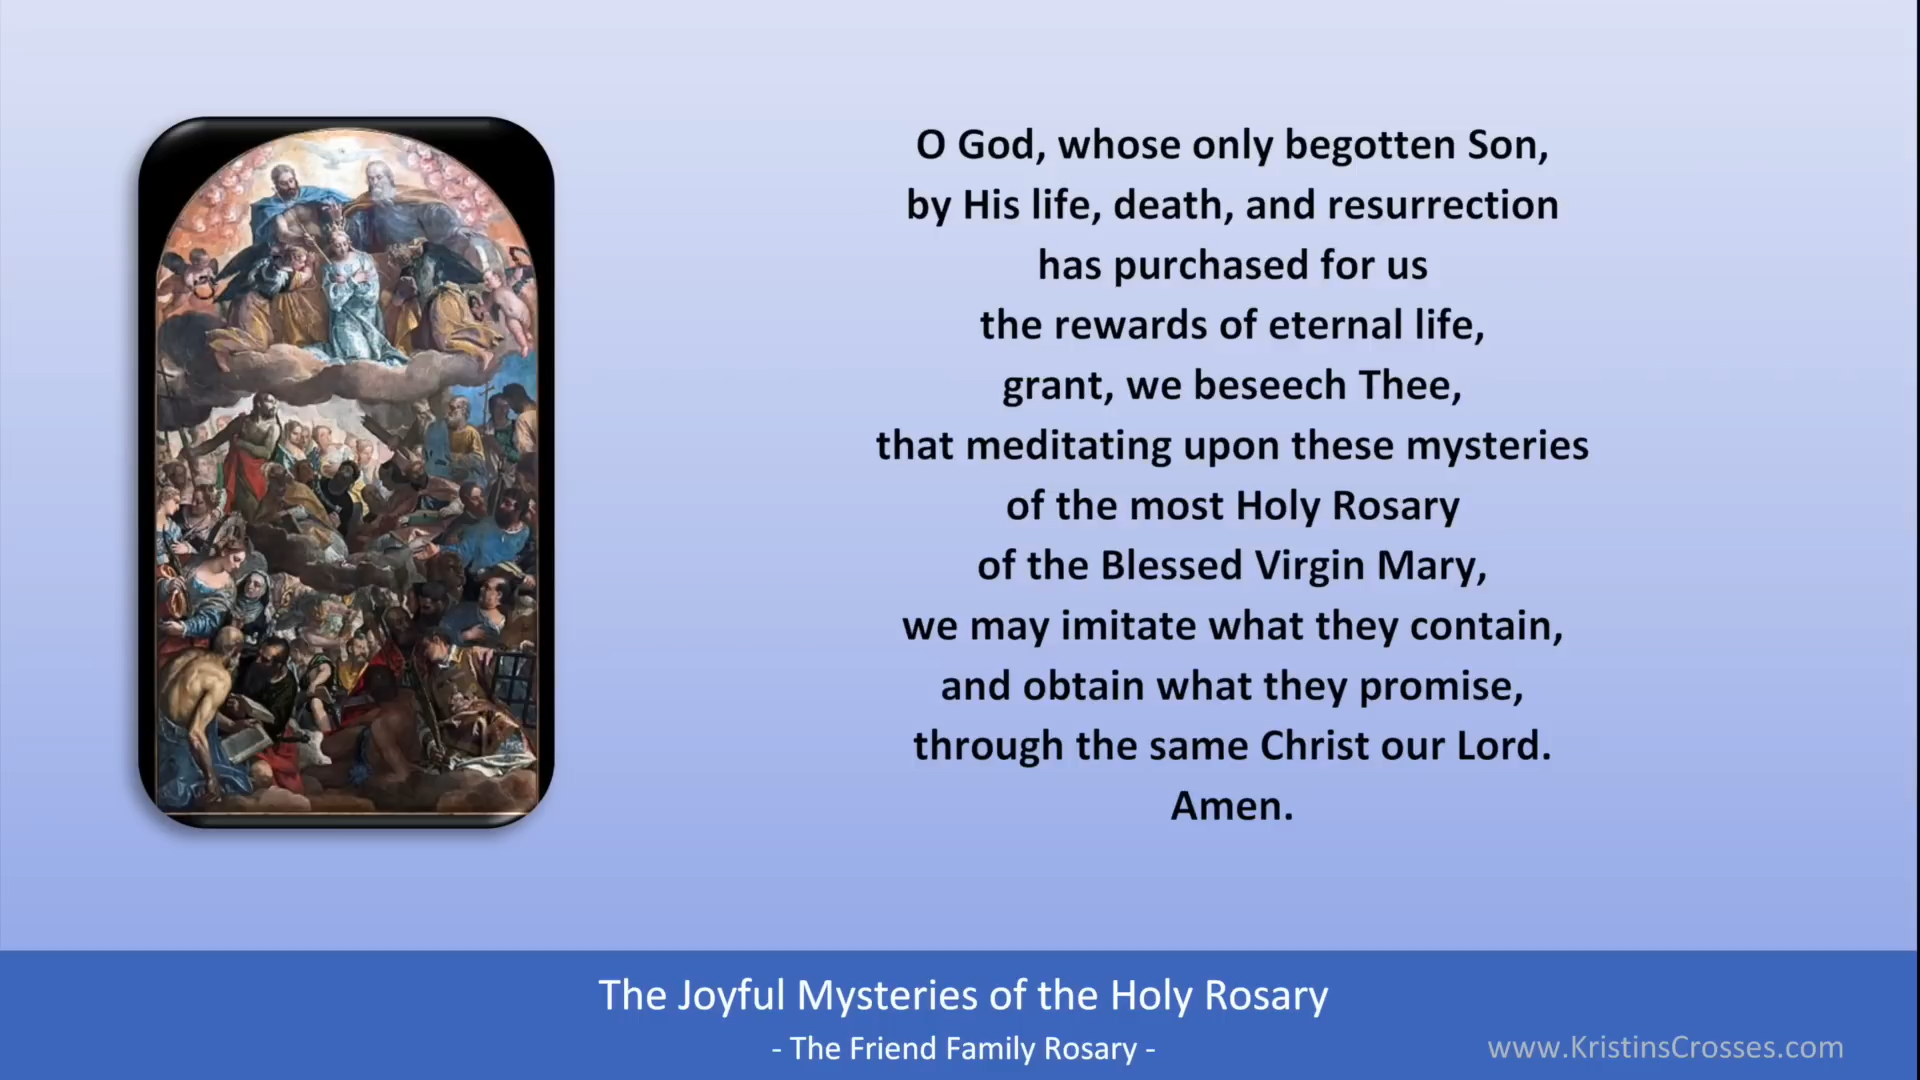 O God, whose only begotten Son,
by His life, death, and resurrection
has purchased for us
the rewards of eternal life,
grant, we beseech Thee,
that meditating upon these mysteries
of the most Holy Rosary
of the Blessed Virgin Mary,
we may imitate what they contain,
and obtain what they promise,
through the same Christ our Lord.
Amen.
The Joyful Mysteries of the Holy Rosary
- The Friend Family Rosary -
www.KristinsCrosses.com